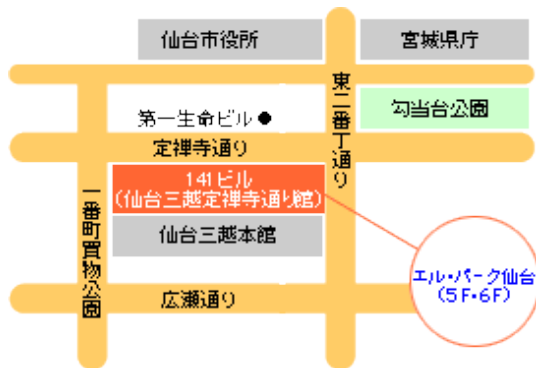 仙台市役所
宮城県庁
東二番丁通り
勾当台公園
第一生命ビル●
定禅寺通り
141ビル
(仙台三越定禅寺通り館)
一番町買物公園
仙台三越本館
エル・パーク仙台
(5F・6F)
広瀬通り